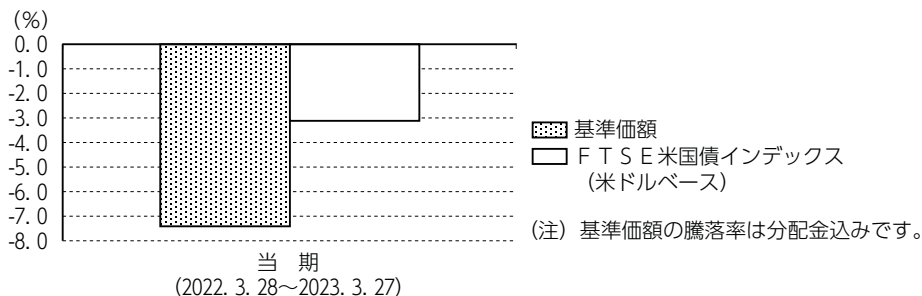 (%)
0. 0
-1. 0
-2. 0
-3. 0
-4. 0
-5. 0
-6. 0
-7. 0
-8. 0
基準価額
ＦＴＳＥ米国債インデックス
(米ドルベース)
(注) 基準価額の騰落率は分配金込みです。
当 期
(2022. 3. 28～2023. 3. 27)